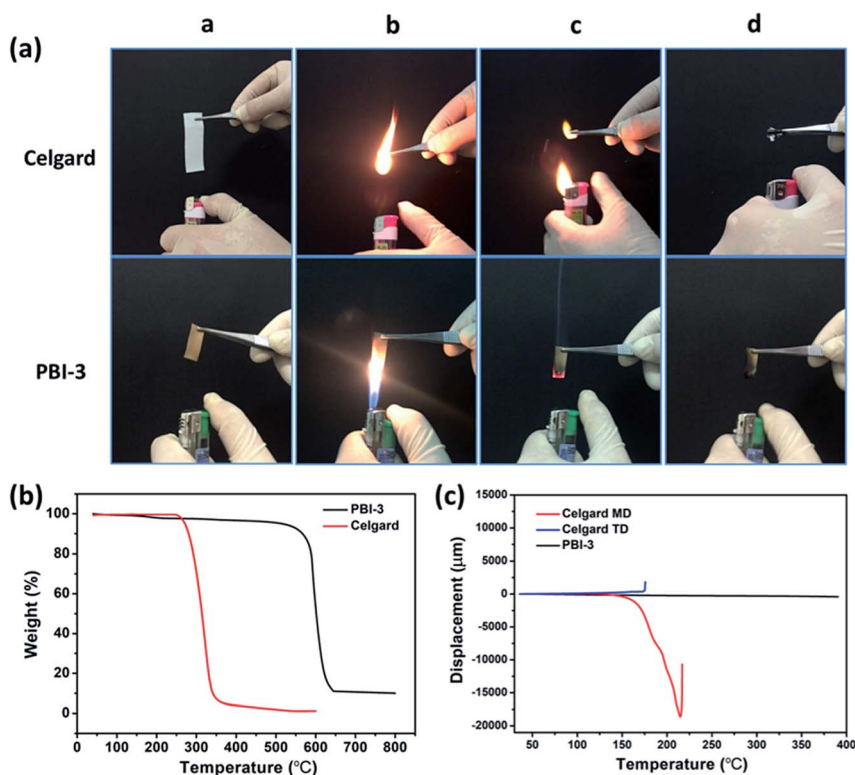 a b c d
(a)
Celgard
PBI-3
(b)
100
80
60
40
20
0
Weight (%)
PBI-3
Celgard
0 100 200 300 400 500 600 700 800
Temperature (℃)
(c)
15000
10000
5000
0
-5000
-10000
-15000
-20000
Displacement (μm)
Celgard MD
Celgard TD
PBI-3
50 100 150 200 250 300 350 400
Temperature (℃)